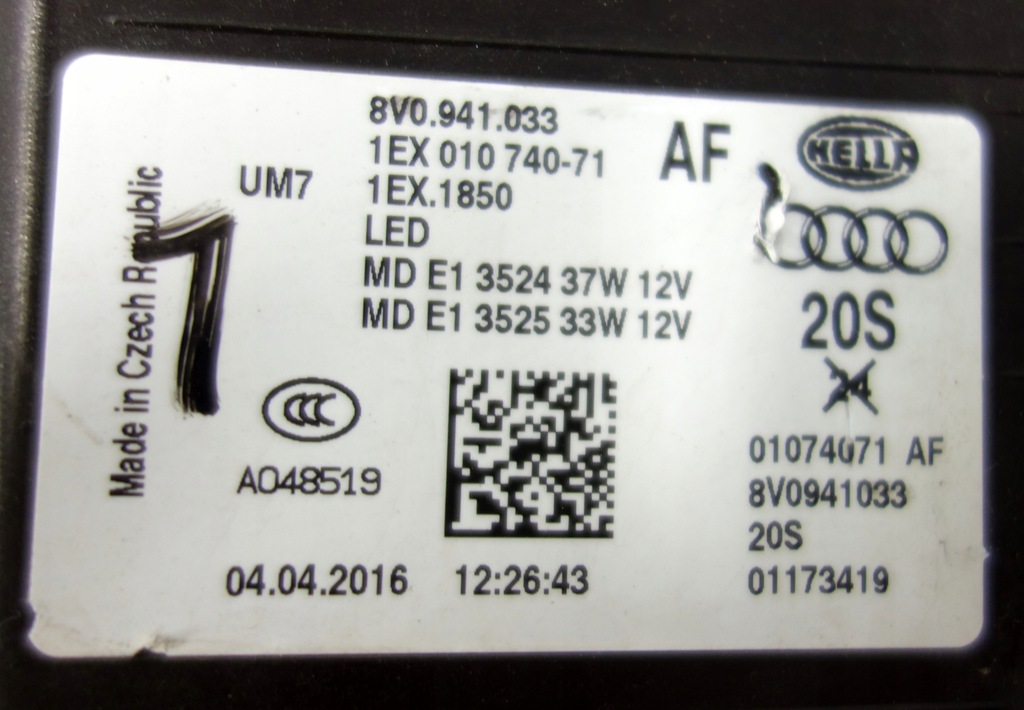 8V0.941.033
1EX 010 740-71
1EX.1850
LED
MD E1 3524 37W 12V
MD E1 3525 33W 12V
AF
HELLA
UM7
Made in Czech Republic
1
20S
24
CCC
A048519
01074071 AF
8V0941033
20S
01173419
04.04.2016 12:26:43